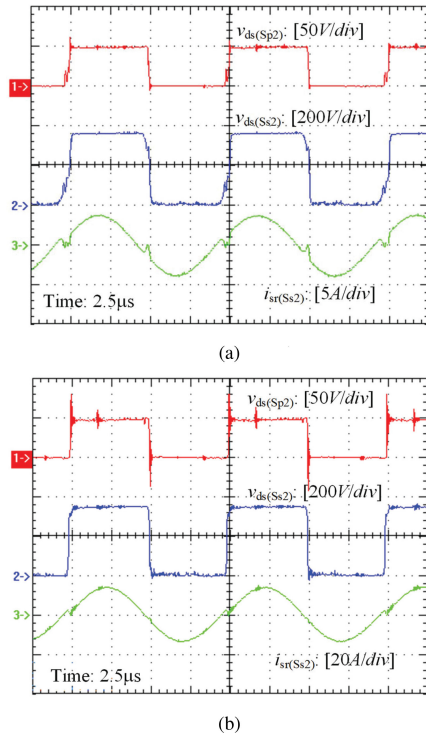 v_ds(Sp2): [50V/div]
1->
v_ds(Ss2): [200V/div]
2->
3->
Time: 2.5μs
i_sr(Ss2): [5A/div]
(a)
v_ds(Sp2): [50V/div]
1->
v_ds(Ss2): [200V/div]
2->
3->
Time: 2.5μs
i_sr(Ss2): [20A/div]
(b)